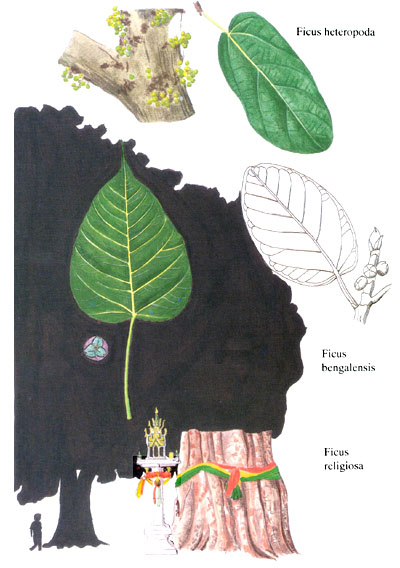 Ficus heteropoda
Ficus
bengalensis
Ficus
religiosa